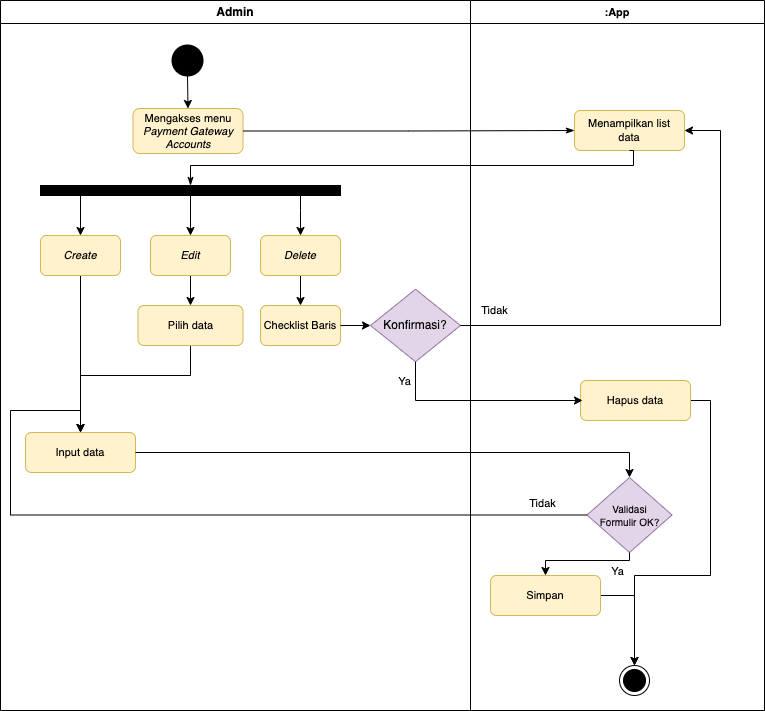 Admin
:App
Mengakses menu
Payment Gateway
Accounts
Menampilkan list
data
Create
Edit
Delete
Pilih data
Checklist Baris
Konfirmasi?
Tidak
Ya
Hapus data
Input data
Tidak
Validasi
Formulir OK?
Ya
Simpan